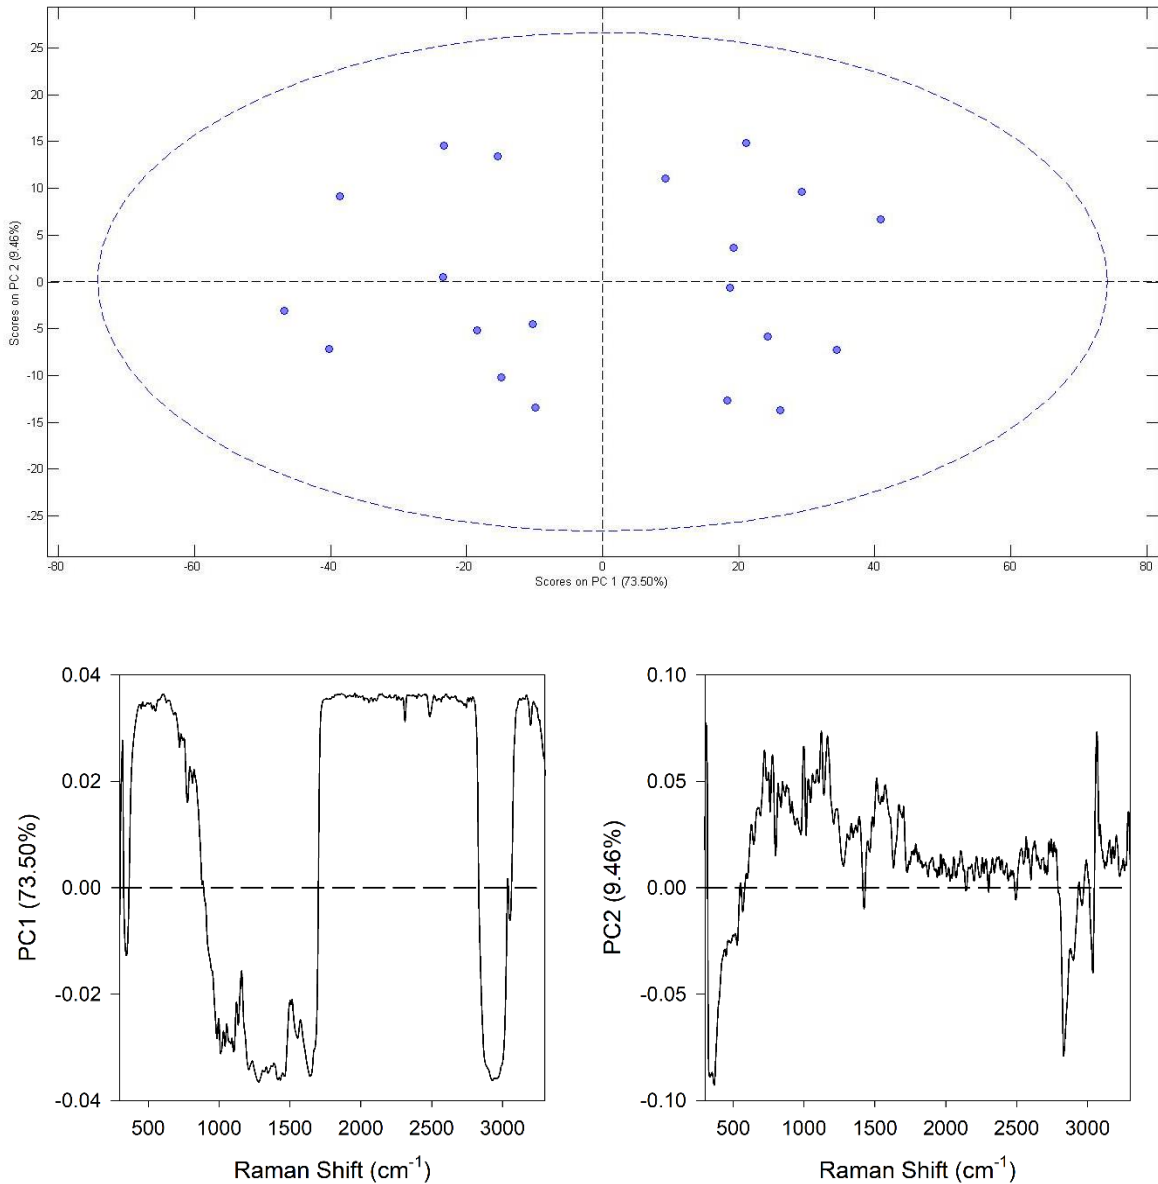 25
20
15
10
5
0
-5
-10
-15
-20
-25
Scores on PC 2 (9.46%)
-80 -60 -40 -20 0 20 40 60 80
Scores on PC 1 (73.50%)
0.04
0.02
0.00
-0.02
-0.04
PC1 (73.50%)
500 1000 1500 2000 2500 3000
Raman Shift (cm⁻¹)
0.10
0.05
0.00
-0.05
-0.10
PC2 (9.46%)
500 1000 1500 2000 2500 3000
Raman Shift (cm⁻¹)